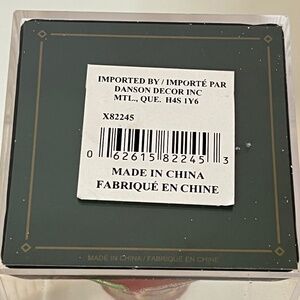 IMPORTED BY / IMPORTÉ PAR
DANSON DECOR INC
MTL., QUE. H4S 1Y6
X82245
0 62615 82245 3
MADE IN CHINA
FABRIQUÉ EN CHINE
MADE IN CHINA / FABRIQUÉ EN CHINE